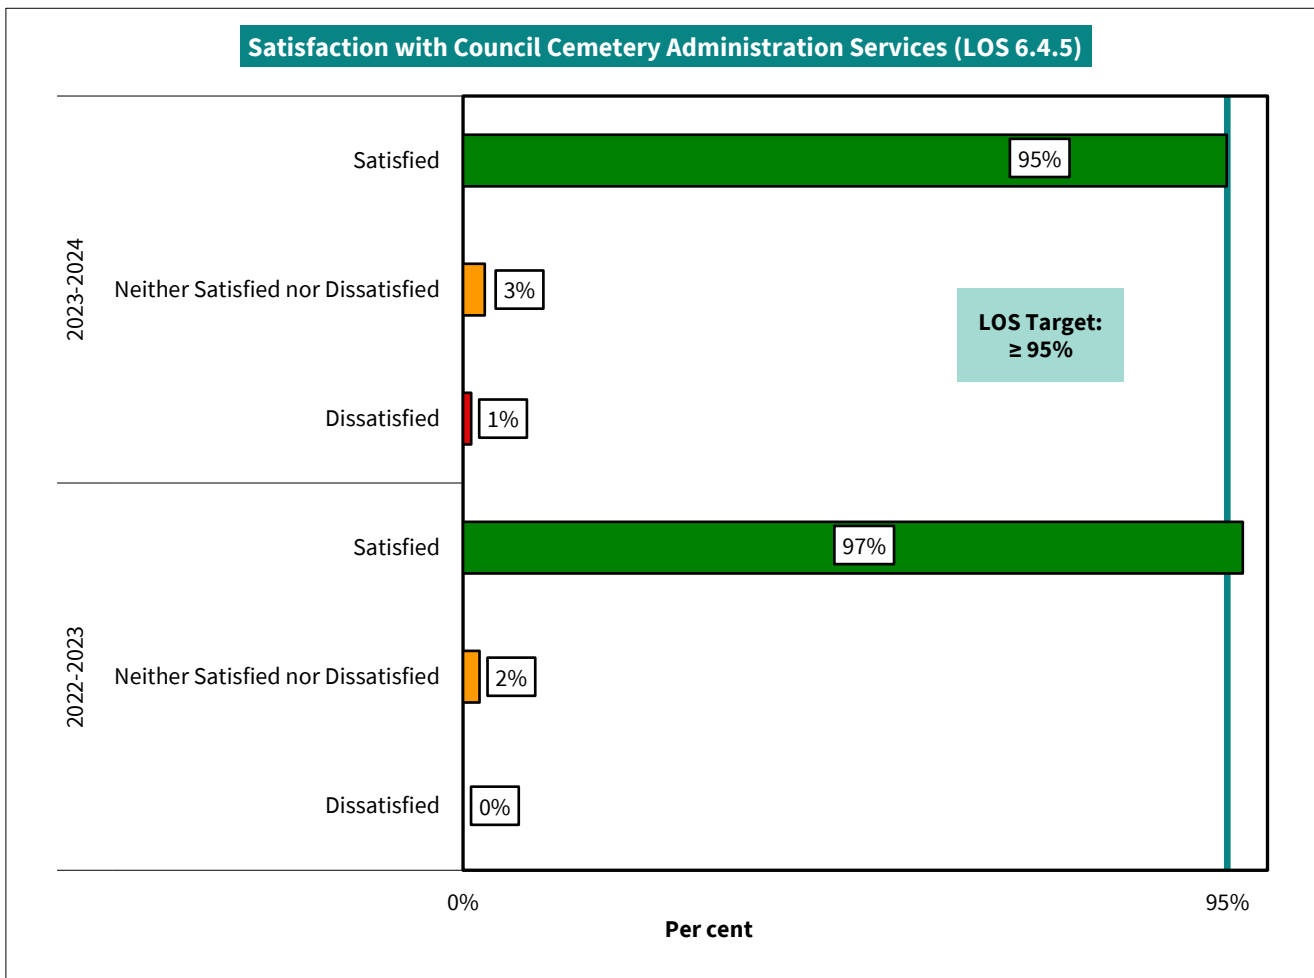 Satisfaction with Council Cemetery Administration Services (LOS 6.4.5)
2023-2024
Satisfied
95%
Neither Satisfied nor Dissatisfied
3%
LOS Target:
≥ 95%
Dissatisfied
1%
2022-2023
Satisfied
97%
Neither Satisfied nor Dissatisfied
2%
Dissatisfied
0%
0%
95%
Per cent